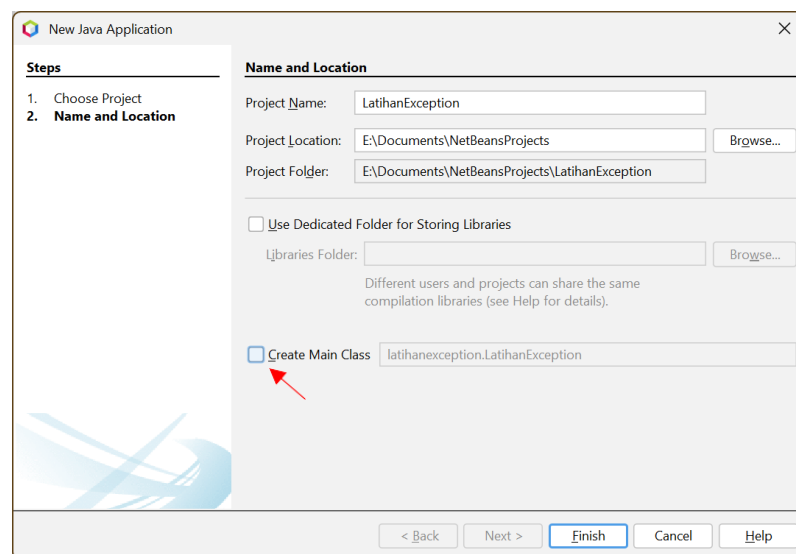 New Java Application
Steps
1. Choose Project
2. Name and Location
Name and Location
Project Name: LatihanException
Project Location: E:\Documents\NetBeansProjects Browse...
Project Folder: E:\Documents\NetBeansProjects\LatihanException
Use Dedicated Folder for Storing Libraries
Libraries Folder: Browse...
Different users and projects can share the same
compilation libraries (see Help for details).
Create Main Class latihanexception.LatihanException
< Back Next > Finish Cancel Help